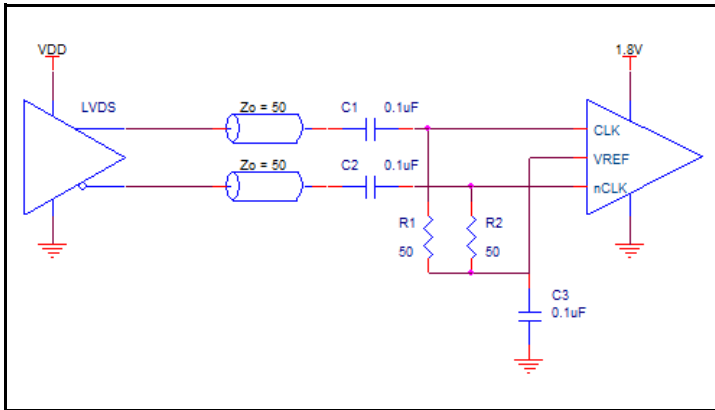 VDD
1.8V
LVDS
Zo = 50
C1
0.1uF
CLK
Zo = 50
C2
0.1uF
VREF
nCLK
R1
50
R2
50
C3
0.1uF